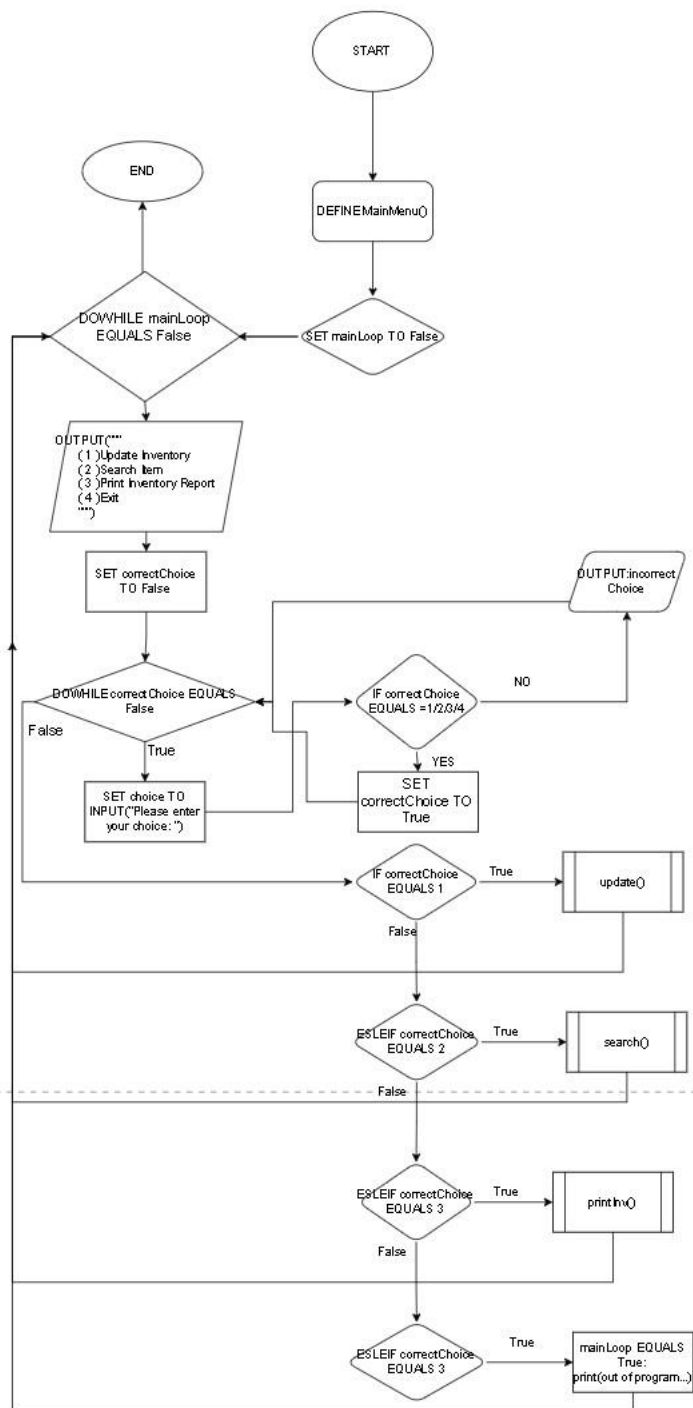 START
END
DEFINE MainMenu()
DOWHILE mainLoop
EQUALS False
SET mainLoop TO False
OUTPUT("""
(1)Update Inventory
(2)Search Item
(3)Print Inventory Report
(4)Exit
""")
SET correctChoice
TO False
OUTPUT:incorrect
Choice
DOWHILE correctChoice EQUALS
False
False
True
IF correctChoice
EQUALS =1/2/3/4
NO
YES
SET choice TO
INPUT("Please enter
your choice: ")
SET
correctChoice TO
True
IF correctChoice
EQUALS 1
True
update()
False
ESLEIF correctChoice
EQUALS 2
True
search()
False
ESLEIF correctChoice
EQUALS 3
True
printInv()
False
ESLEIF correctChoice
EQUALS 3
True
mainLoop EQUALS
True:
print(out of program...)